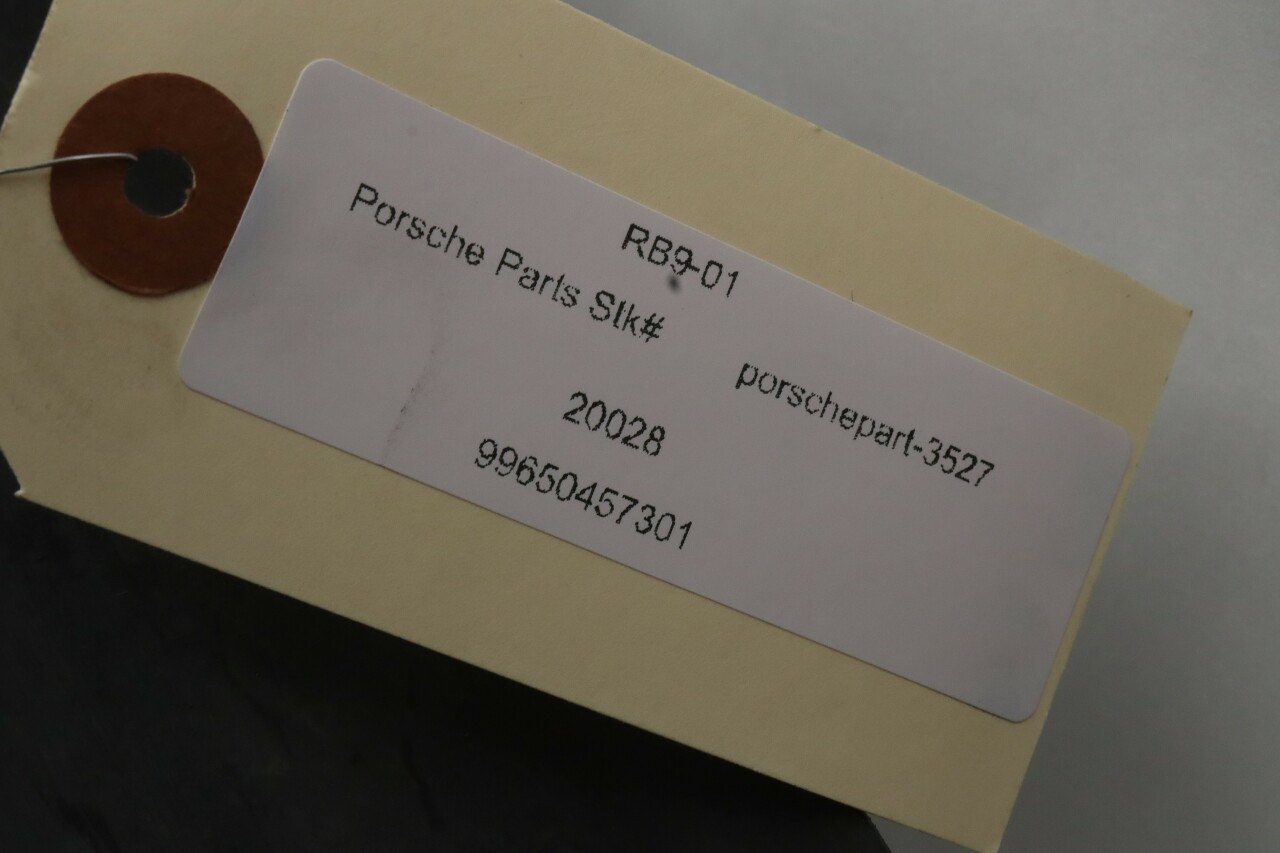 RB9-01
Porsche Parts Stk#
porschepart-3527
20028
99650457301